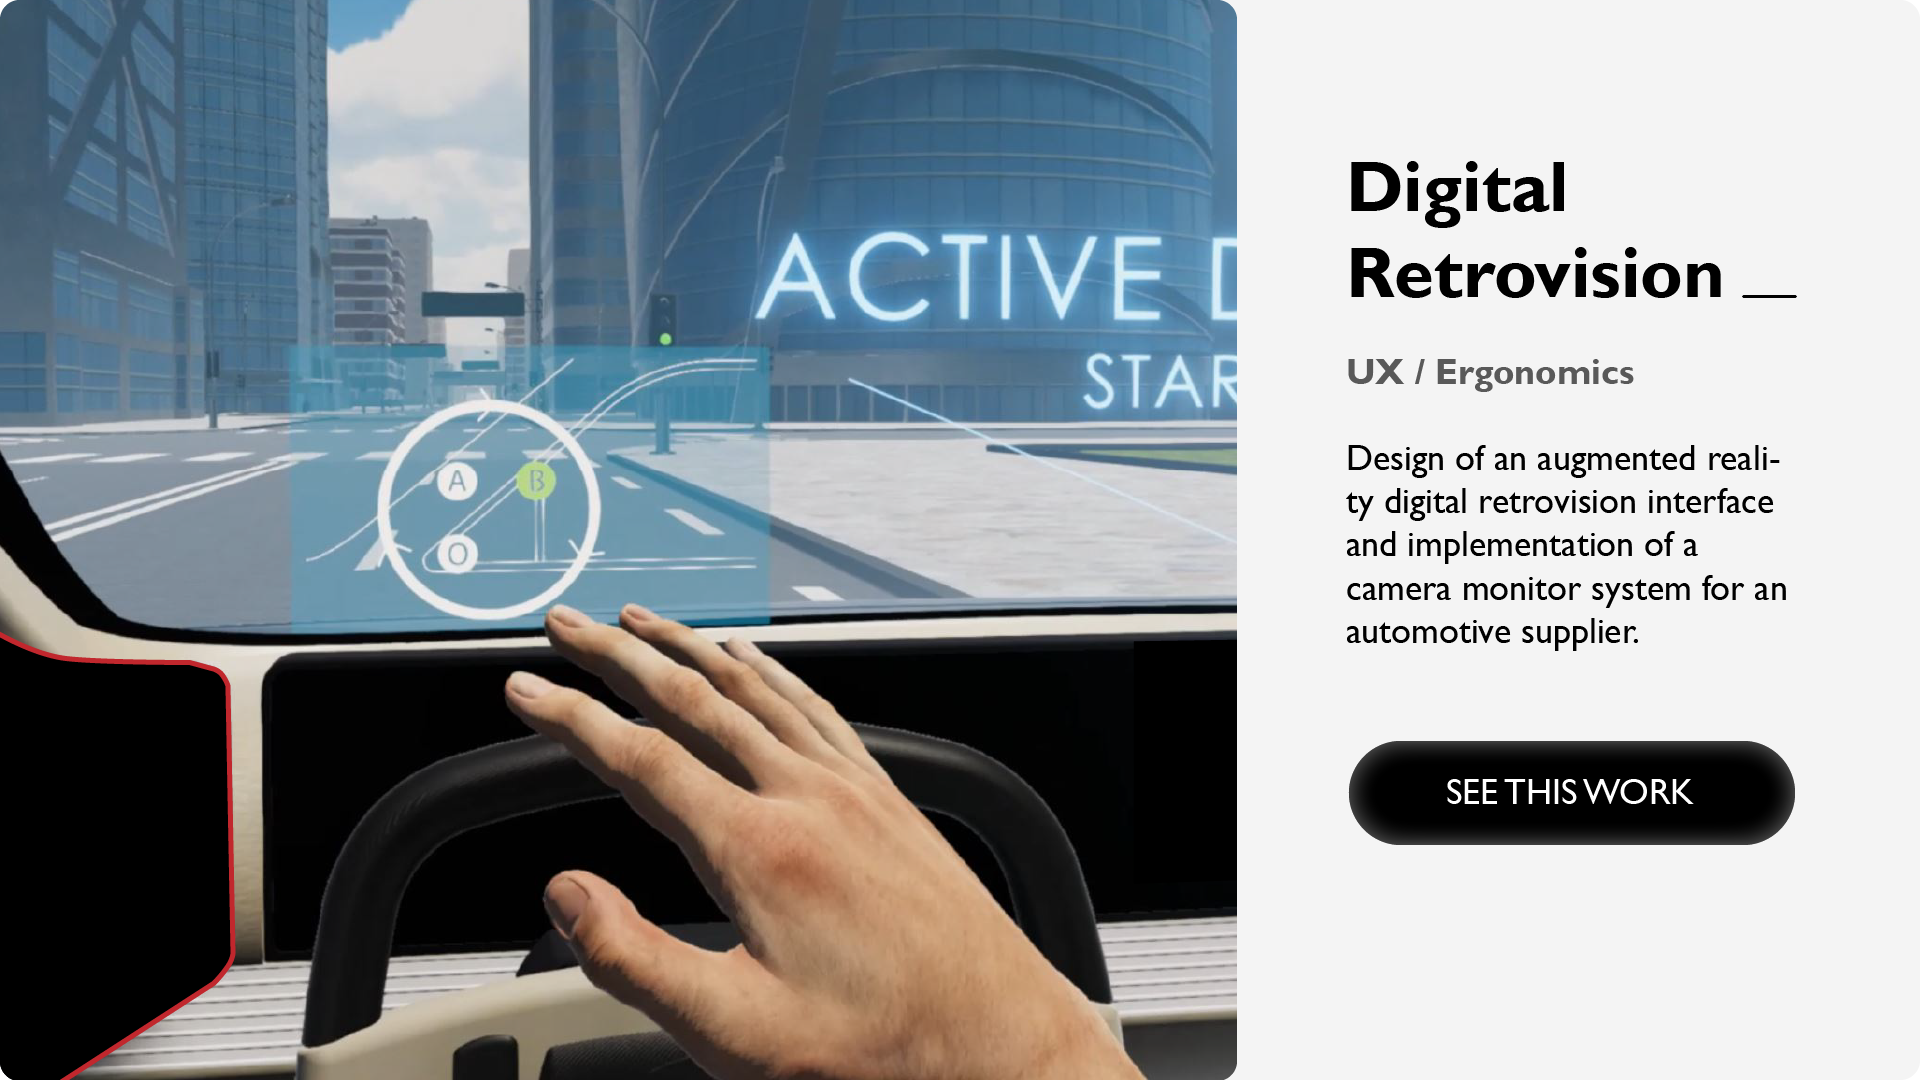 ACTIVE D
STAR
A
B
O
Digital
Retrovision __
UX / Ergonomics
Design of an augmented reali-
ty digital retrovision interface
and implementation of a
camera monitor system for an
automotive supplier.
SEE THIS WORK